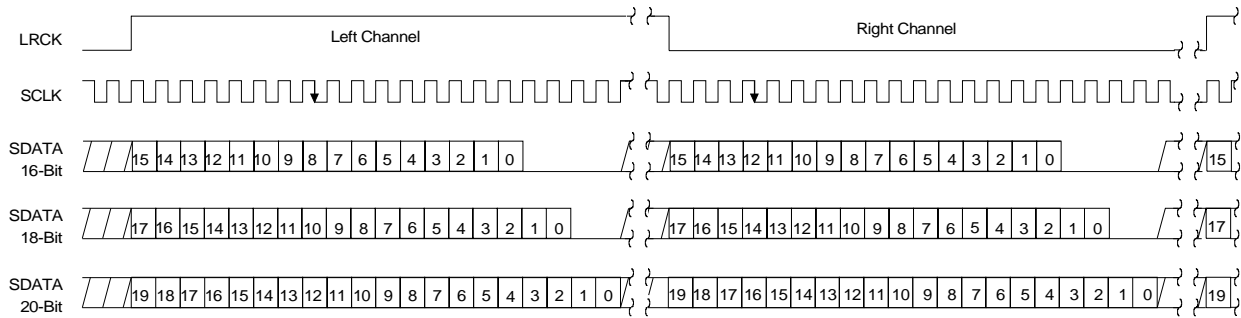 LRCK Left Channel Right Channel
SCLK
SDATA
16-Bit
15 14 13 12 11 10 9 8 7 6 5 4 3 2 1 0 15 14 13 12 11 10 9 8 7 6 5 4 3 2 1 0 15
SDATA
18-Bit
17 16 15 14 13 12 11 10 9 8 7 6 5 4 3 2 1 0 17 16 15 14 13 12 11 10 9 8 7 6 5 4 3 2 1 0 17
SDATA
20-Bit
19 18 17 16 15 14 13 12 11 10 9 8 7 6 5 4 3 2 1 0 19 18 17 16 15 14 13 12 11 10 9 8 7 6 5 4 3 2 1 0 19